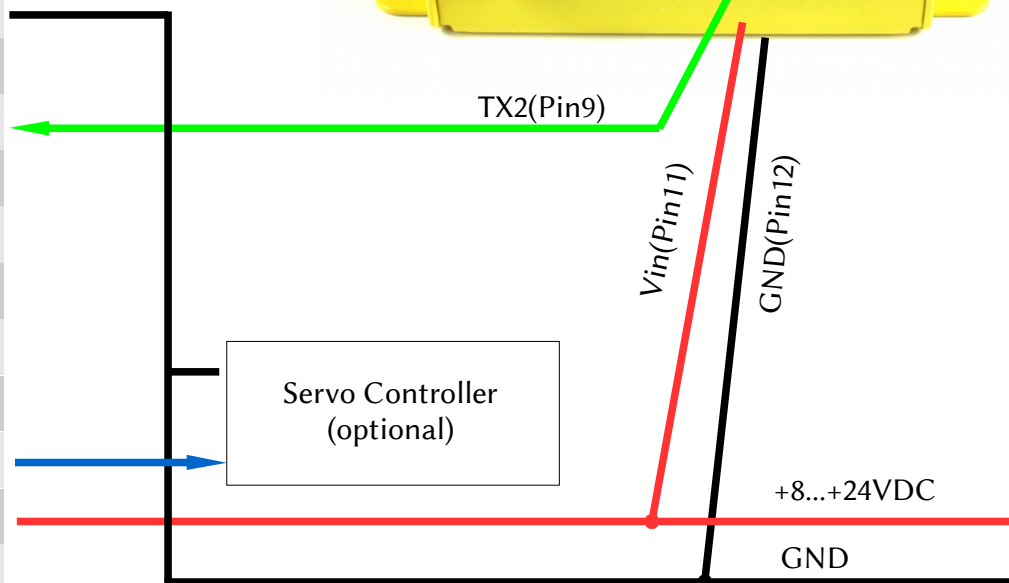 TX2(Pin9)
Vin(Pin11)
GND(Pin12)
Servo Controller
(optional)
+8...+24VDC
GND